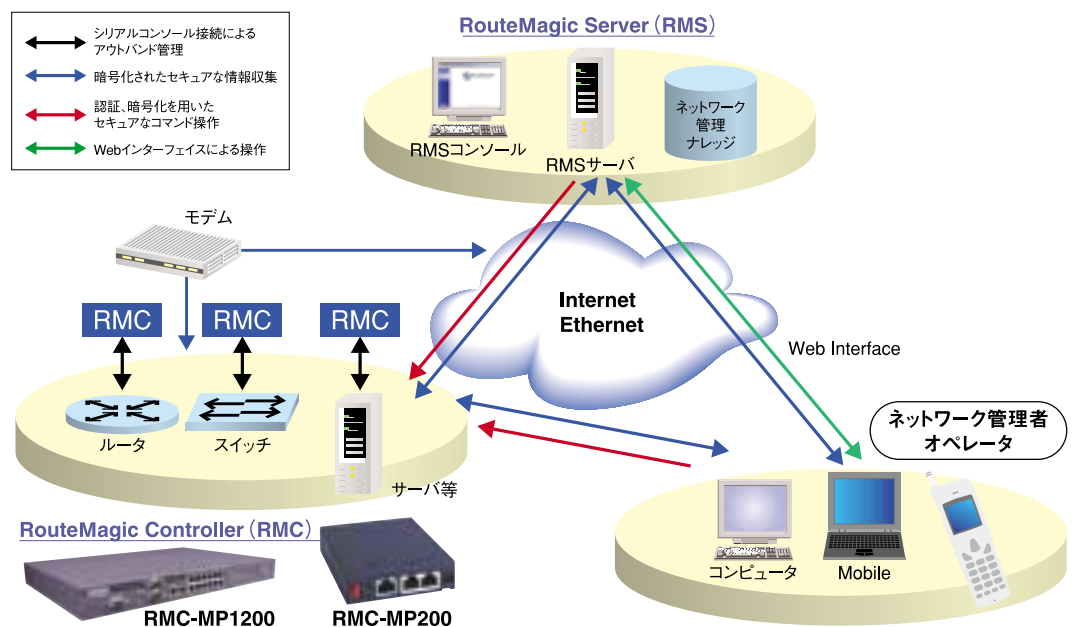 RouteMagic Server（RMS）
シリアルコンソール接続による
アウトバンド管理
暗号化されたセキュアな情報収集
認証、暗号化を用いた
セキュアなコマンド操作
Webインターフェイスによる操作
RMSコンソール
RMSサーバ
ネットワーク
管理
ナレッジ
モデム
RMC
RMC
RMC
Internet
Ethernet
Web Interface
ルータ
スイッチ
サーバ等
ネットワーク管理者
オペレータ
コンピュータ
Mobile
RouteMagic Controller（RMC）
RMC-MP1200
RMC-MP200